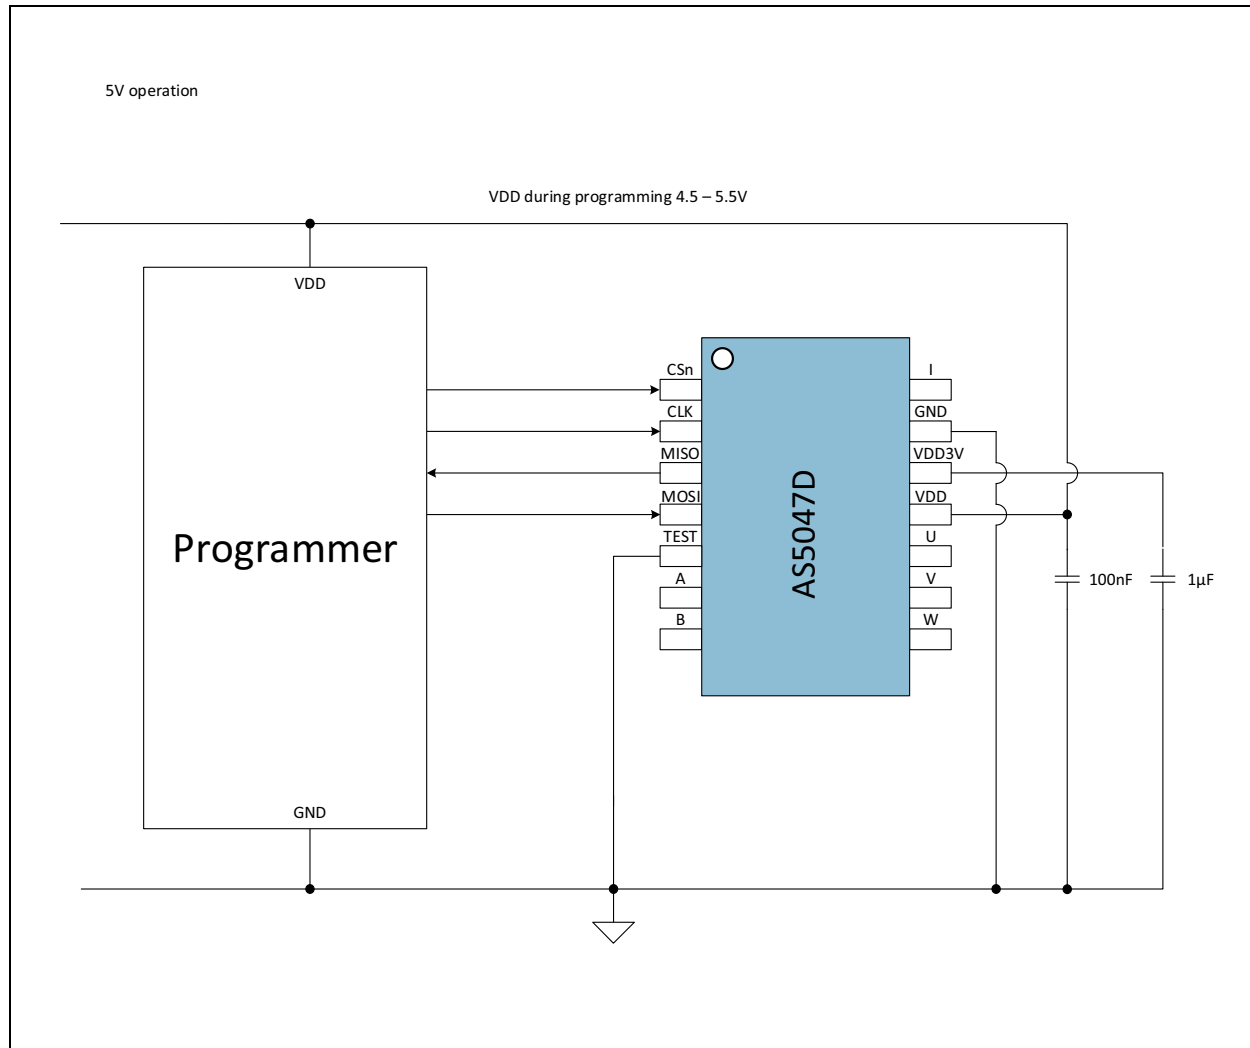 5V operation
VDD during programming 4.5 – 5.5V
VDD
Programmer
GND
CSn
CLK
MISO
MOSI
TEST
A
B
AS5047D
I
GND
VDD3V
VDD
U
V
W
100nF
1µF